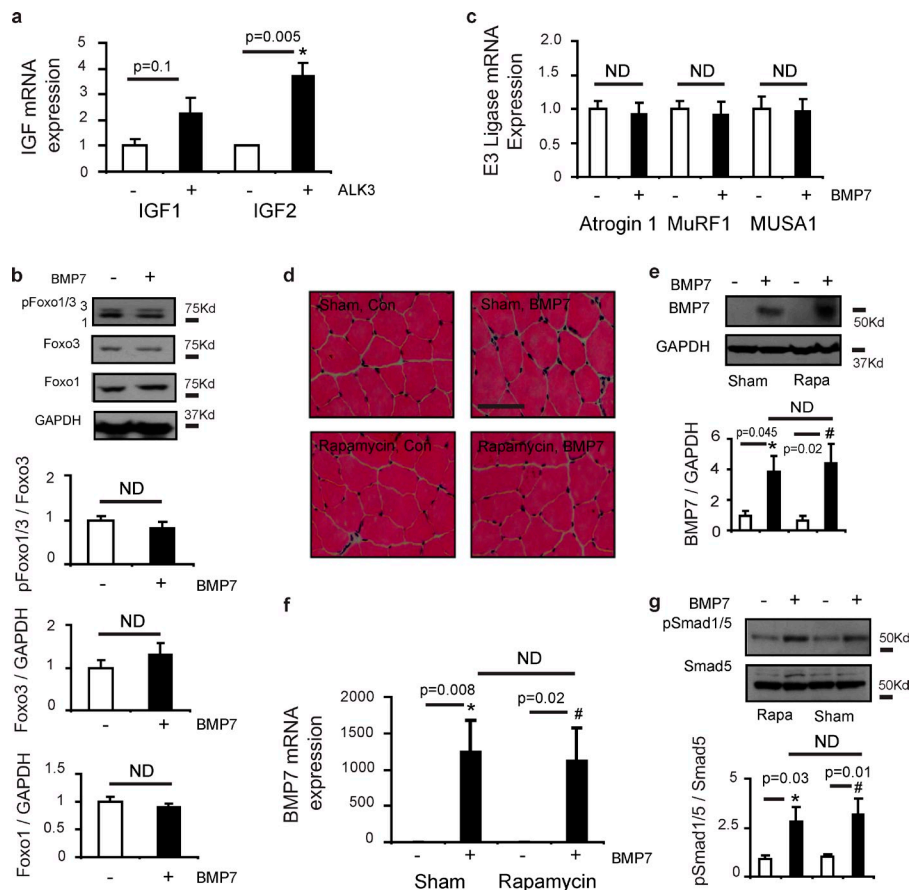 a
IGF mRNA expression
5
4
3
2
1
0
p=0.1
p=0.005
*
- + - + ALK3
IGF1 IGF2
c
E3 Ligase mRNA Expression
2.0
1.5
1.0
0.5
0
ND ND ND
- + - + - + BMP7
Atrogin 1 MuRF1 MUSA1
b
BMP7 - +
pFoxo1/3 3 75Kd
1
Foxo3 75Kd
Foxo1 75Kd
GAPDH 37Kd
pFoxo1/3 / Foxo3
2
1
0
ND
- + BMP7
Foxo3 / GAPDH
2
1
0
ND
- + BMP7
Foxo1 / GAPDH
1.5
1
0.5
0
ND
- + BMP7
d
Sham, Con Sham, BMP7
Rapamycin, Con Rapamycin, BMP7
e
BMP7 - + - +
BMP7 50Kd
GAPDH 37Kd
Sham Rapa
BMP7 / GAPDH
6
4
2
0
ND
p=0.045 * p=0.02 #
f
BMP7 mRNA expression
2000
1500
1000
500
0
ND
p=0.008 * p=0.02 #
- + - + BMP7
Sham Rapamycin
g
BMP7 - + - +
pSmad1/5 50Kd
Smad5 50Kd
Rapa Sham
pSmad1/5 / Smad5
5
2.5
0
ND
p=0.03 * p=0.01 #